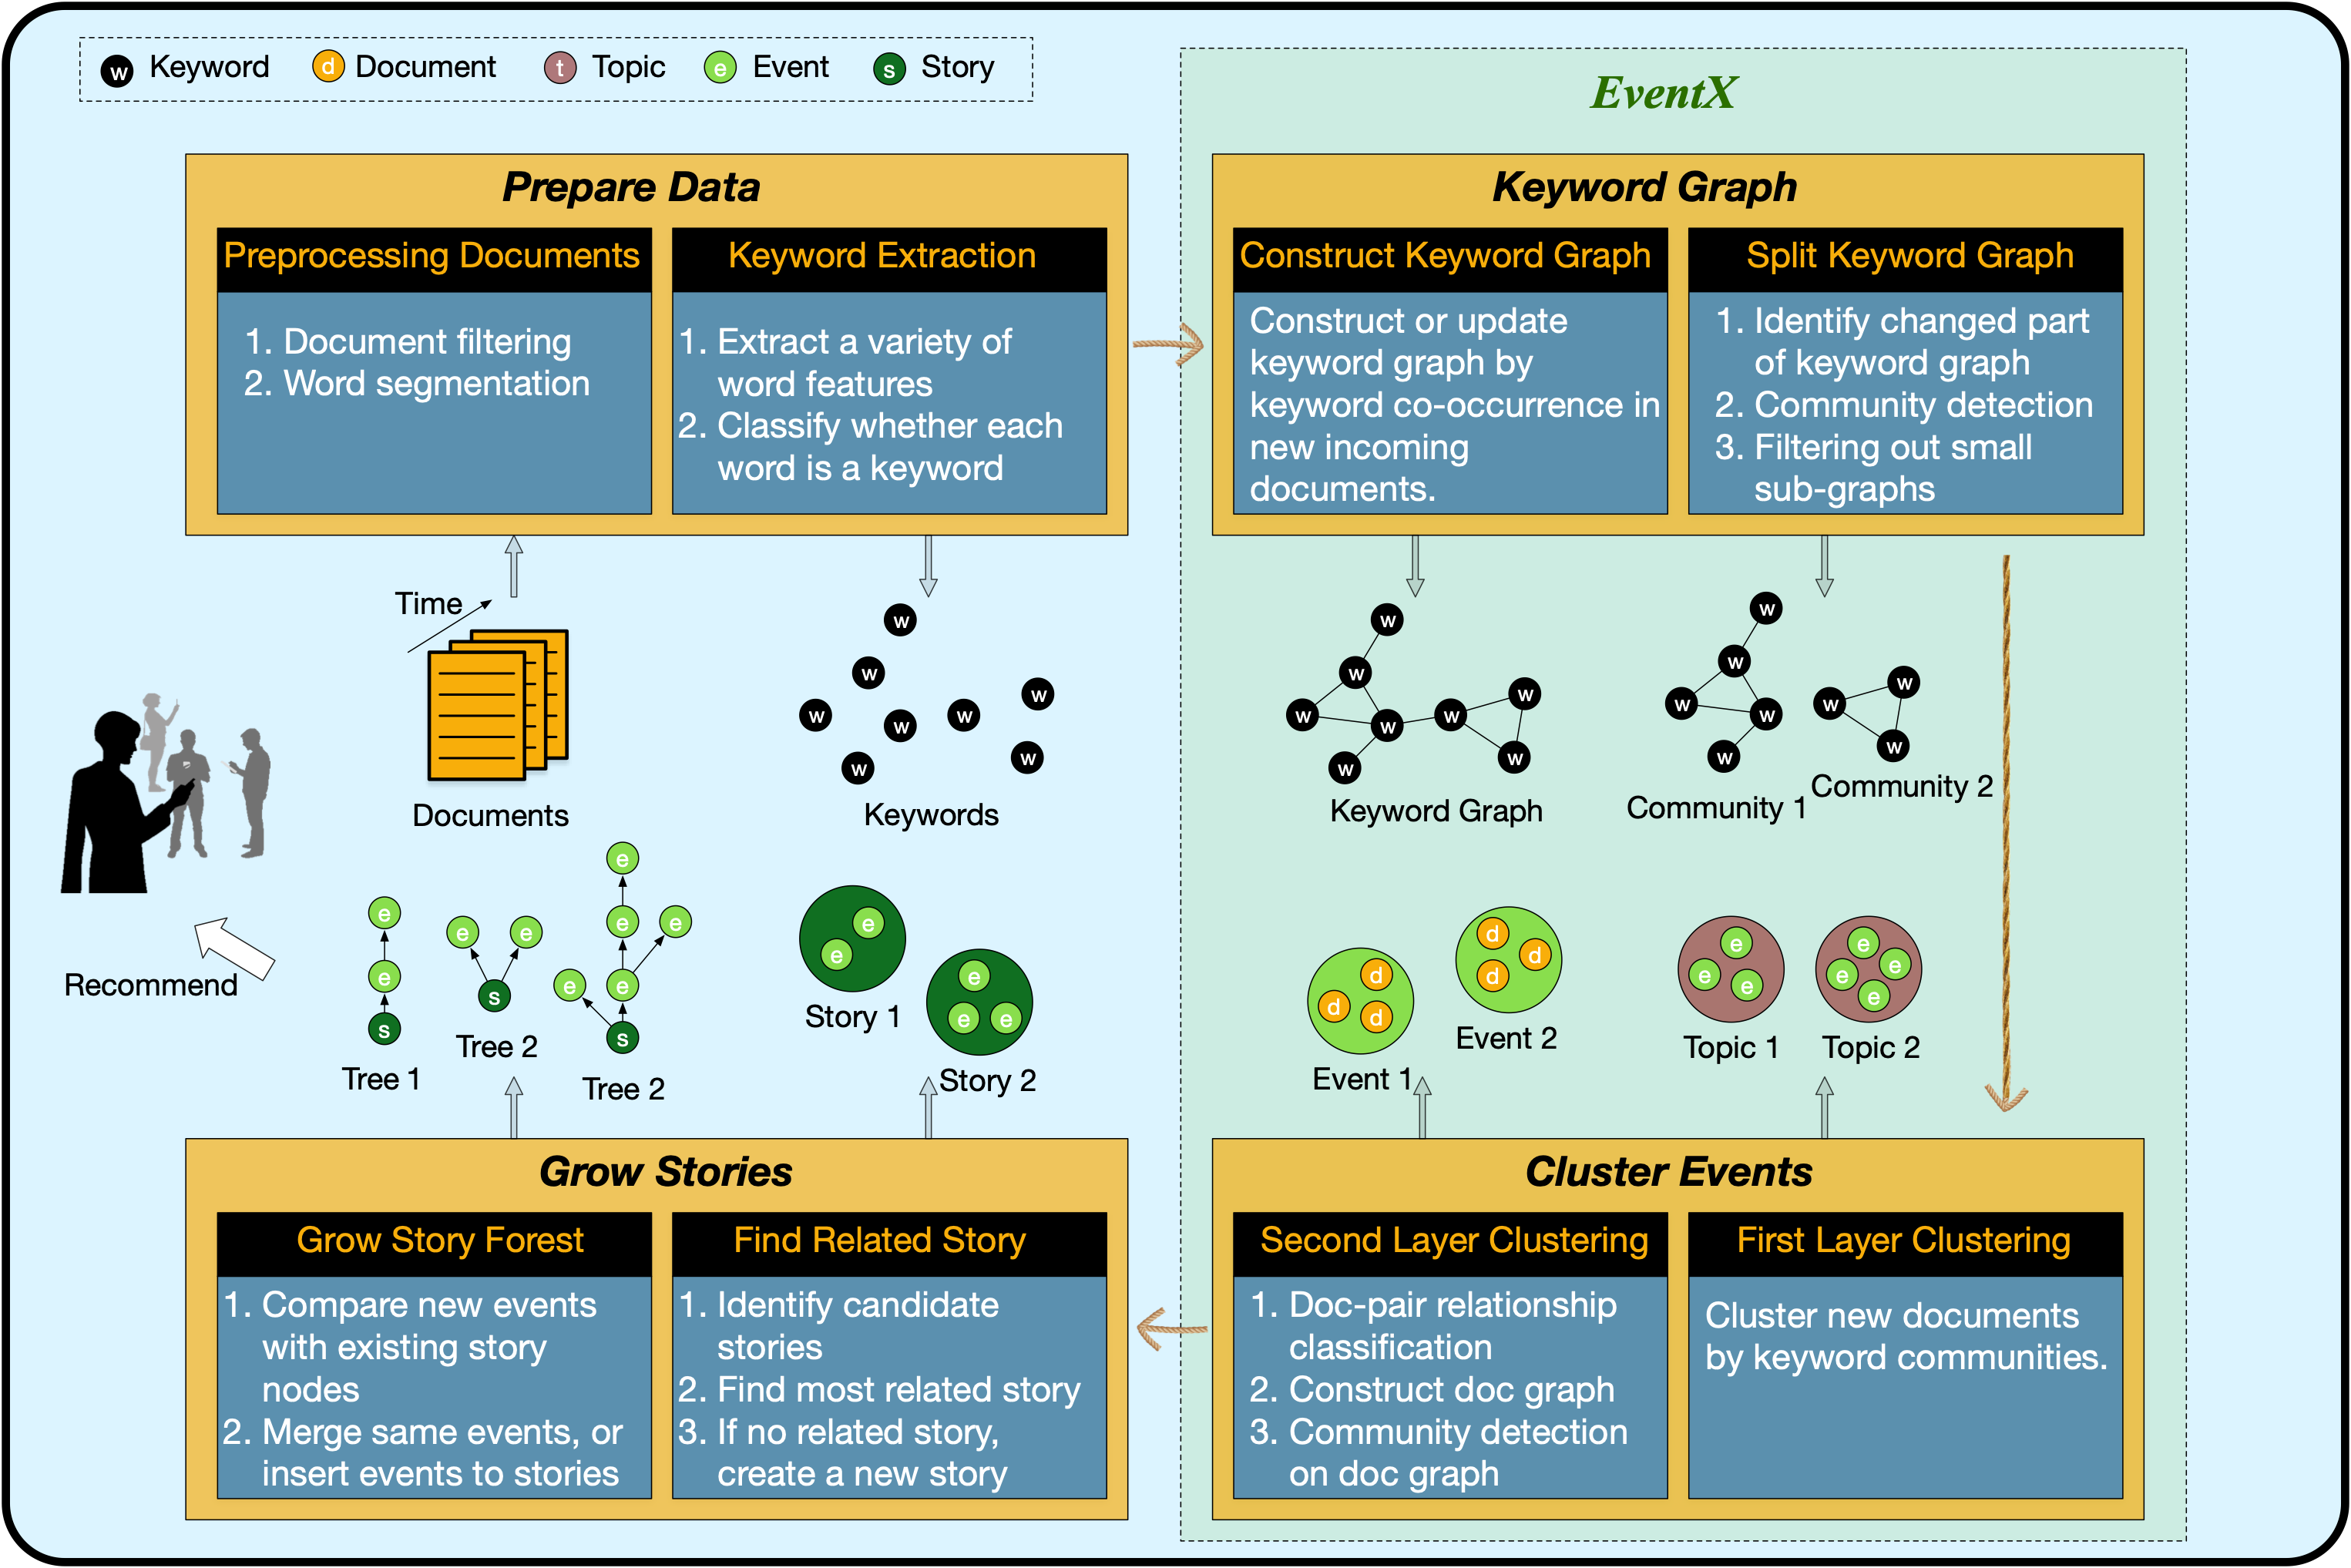 w Keyword d Document t Topic e Event s Story
EventX
Prepare Data
Preprocessing Documents
1. Document filtering
2. Word segmentation
Keyword Extraction
1. Extract a variety of
word features
2. Classify whether each
word is a keyword
Keyword Graph
Construct Keyword Graph
Construct or update
keyword graph by
keyword co-occurrence in
new incoming
documents.
Split Keyword Graph
1. Identify changed part
of keyword graph
2. Community detection
3. Filtering out small
sub-graphs
Time
Documents
w
w
w
w
w
w
w
w
Keywords
w
w
w
w
w
w
w
w
Keyword Graph
w
w
w
w
w
Community 1
w
w
w
Community 2
Recommend
e
e
s
Tree 1
e e
s
Tree 2
e
e e
e e
s
Tree 2
e
e
Story 1
e
e e
Story 2
d
d
d
Event 1
d
d
d
Event 2
e
e
e
Topic 1
e
e
e
e
Topic 2
Grow Stories
Grow Story Forest
1. Compare new events
with existing story
nodes
2. Merge same events, or
insert events to stories
Find Related Story
1. Identify candidate
stories
2. Find most related story
3. If no related story,
create a new story
Cluster Events
Second Layer Clustering
1. Doc-pair relationship
classification
2. Construct doc graph
3. Community detection
on doc graph
First Layer Clustering
Cluster new documents
by keyword communities.